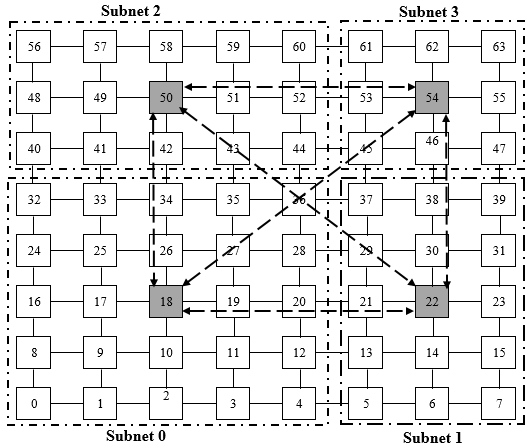 Subnet 2 Subnet 3
56 57 58 59 60 61 62 63
48 49 50 51 52 53 54 55
40 41 42 43 44 45 46 47
32 33 34 35 36 37 38 39
24 25 26 27 28 29 30 31
16 17 18 19 20 21 22 23
8 9 10 11 12 13 14 15
0 1 2 3 4 5 6 7
Subnet 0 Subnet 1